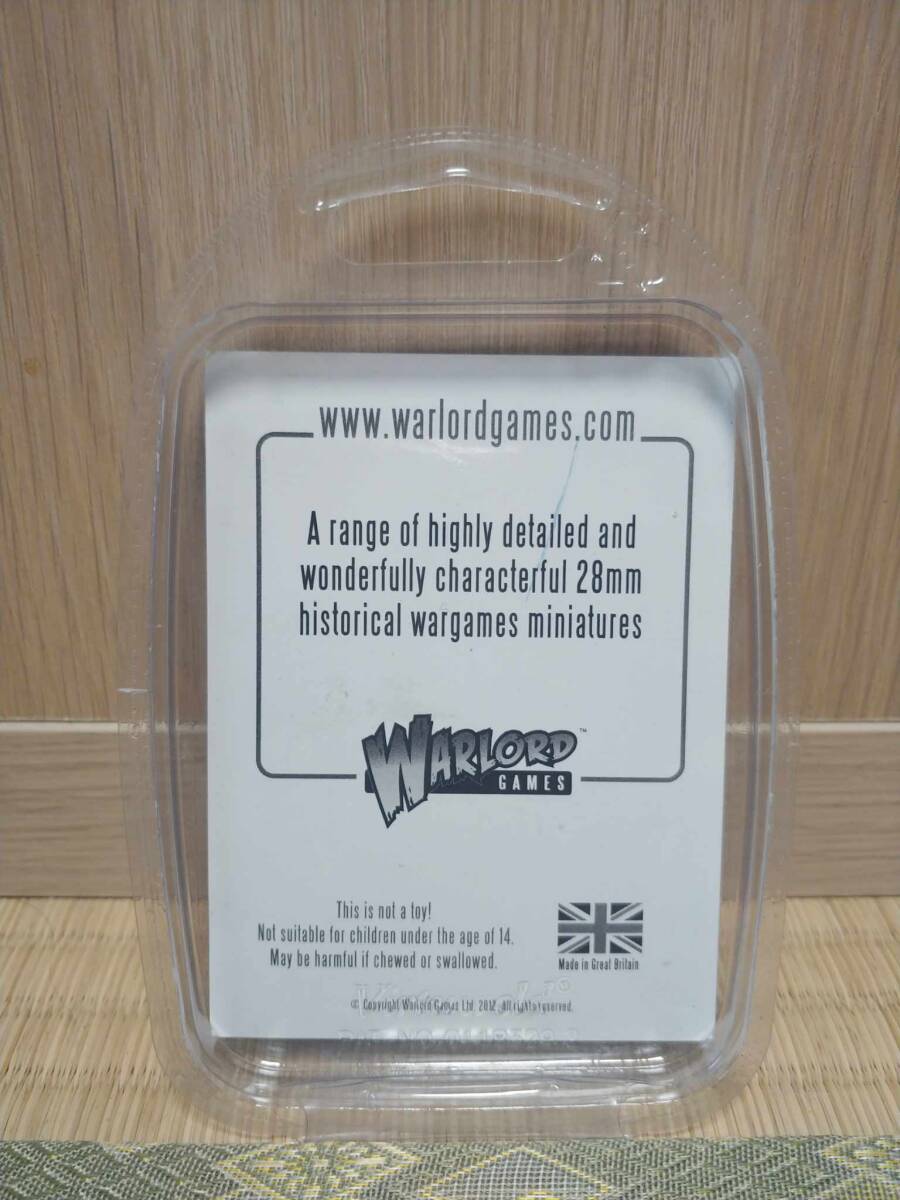 www.warlordgames.com
A range of highly detailed and
wonderfully characterful 28mm
historical wargames miniatures
WARLORD™
GAMES
This is not a toy!
Not suitable for children under the age of 14.
May be harmful if chewed or swallowed.
Made in Great Britain
© Copyright Warlord Games Ltd. 2012. All rights reserved.